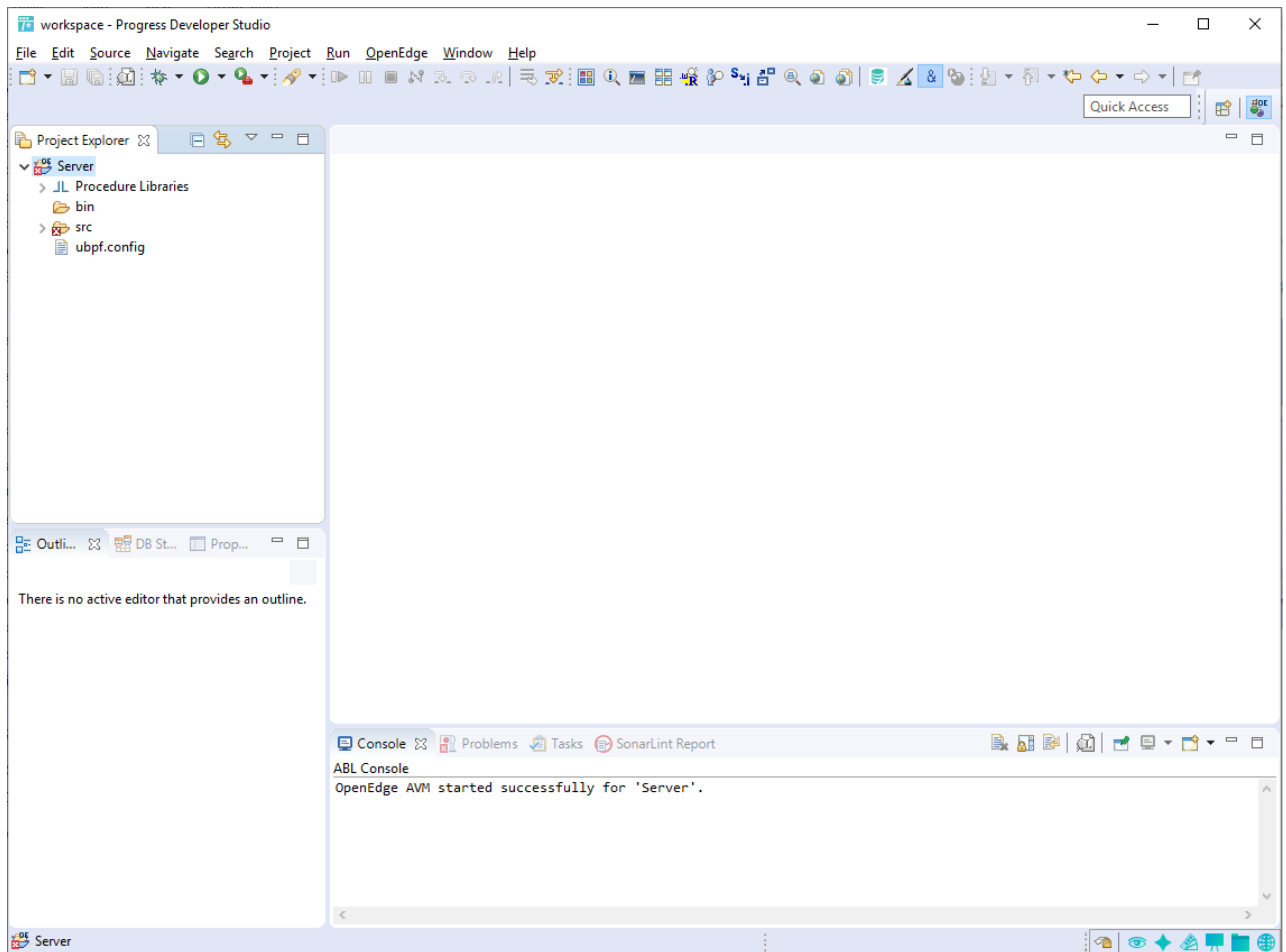 workspace - Progress Developer Studio
File Edit Source Navigate Search Project Run OpenEdge Window Help
Quick Access
Project Explorer
Server
Procedure Libraries
bin
src
ubpf.config
Outli... DB St... Prop...
There is no active editor that provides an outline.
Console Problems Tasks SonarLint Report
ABL Console
OpenEdge AVM started successfully for 'Server'.
Server